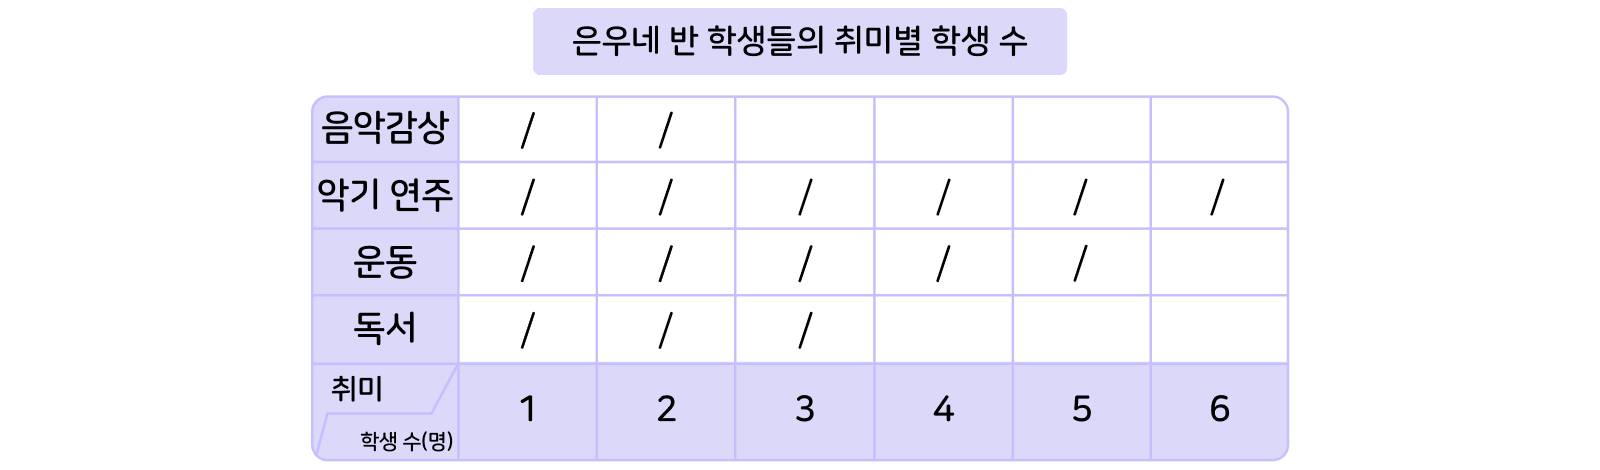 은우네 반 학생들의 취미별 학생 수
음악감상 / /
악기 연주 / / / / / /
운동 / / / / /
독서 / / /
취미
학생 수(명) 1 2 3 4 5 6